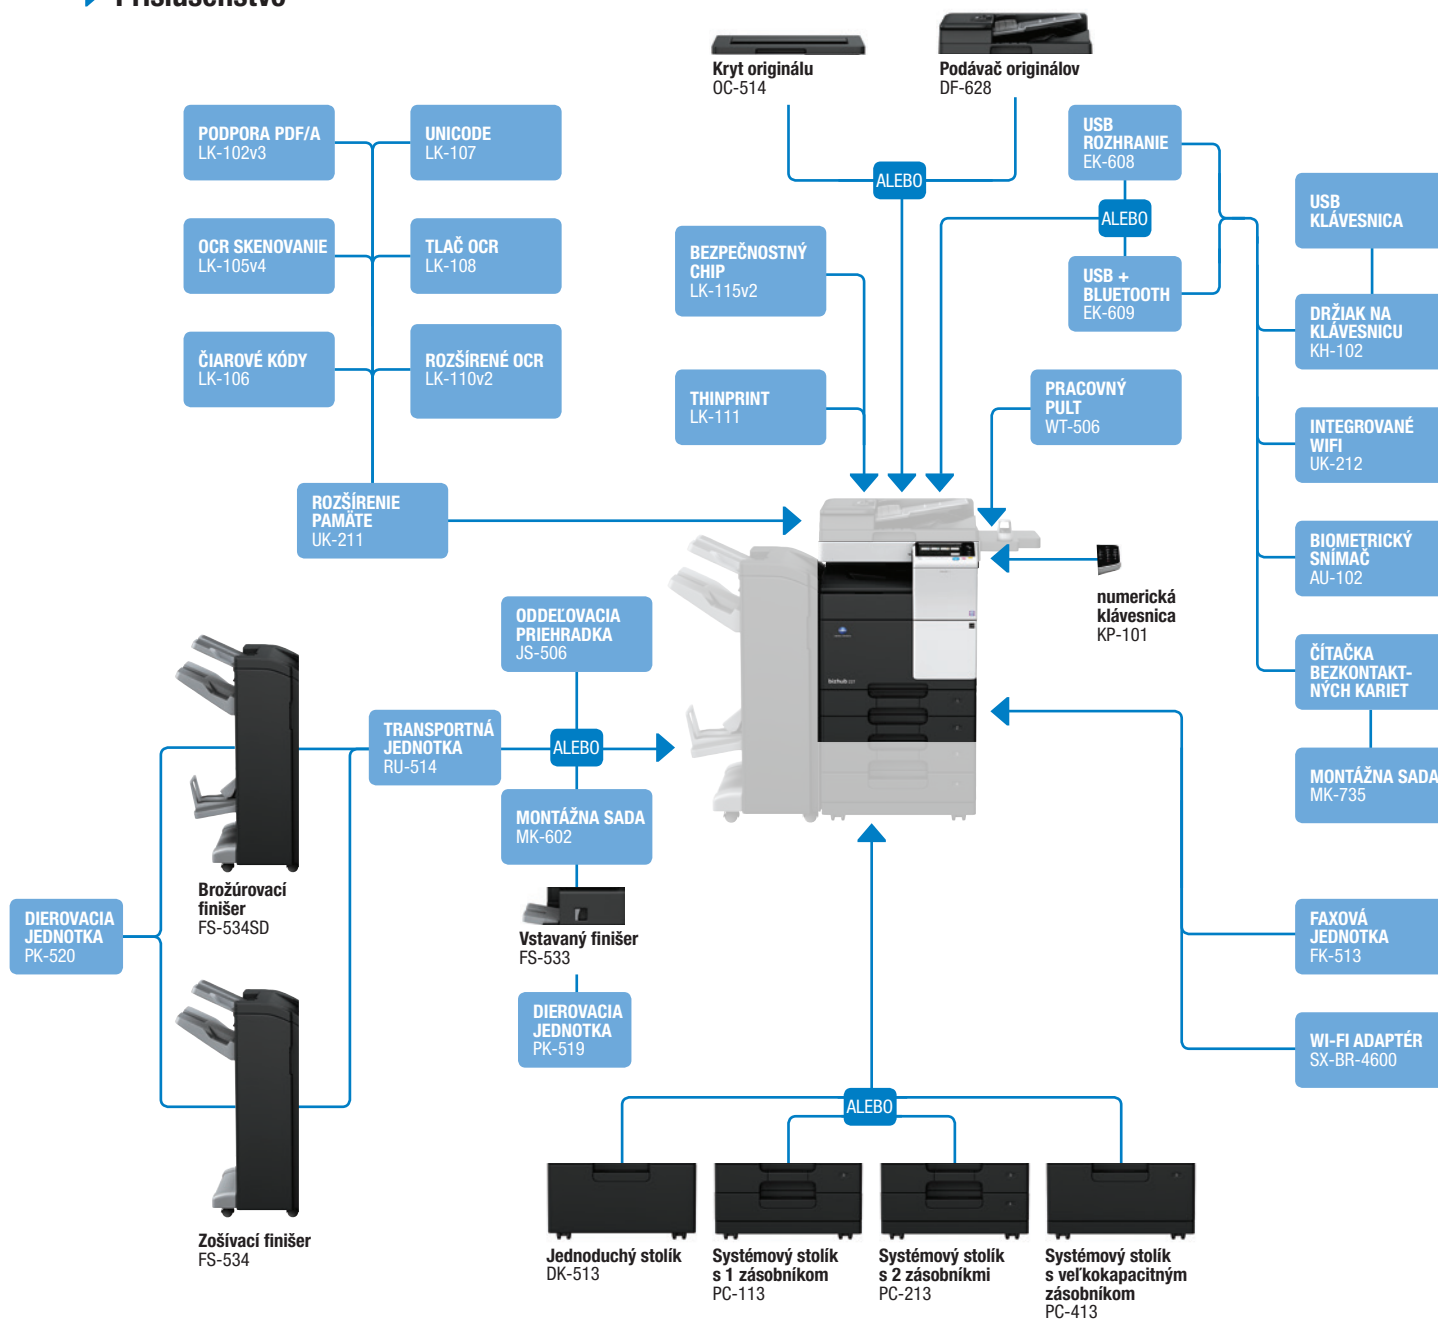 Príslušenstvo
Kryt originálu
OC-514
Podávač originálov
DF-628
PODPORA PDF/A
LK-102v3
UNICODE
LK-107
OCR SKENOVANIE
LK-105v4
TLAČ OCR
LK-108
ČIAROVÉ KÓDY
LK-106
ROZŠÍRENÉ OCR
LK-110v2
ROZŠÍRENIE
PAMÄTE
UK-211
ALEBO
BEZPEČNOSTNÝ
CHIP
LK-115v2
THINPRINT
LK-111
USB
ROZHRANIE
EK-608
ALEBO
USB +
BLUETOOTH
EK-609
PRACOVNÝ
PULT
WT-506
USB
KLÁVESNICA
DRŽIAK NA
KLÁVESNICU
KH-102
INTEGROVANÉ
WIFI
UK-212
BIOMETRICKÝ
SNÍMAČ
AU-102
ČÍTAČKA
BEZKONTAKT-
NÝCH KARIET
MONTÁŽNA SADA
MK-735
numerická
klávesnica
KP-101
bizhub
ODDEĽOVACIA
PRIEHRADKA
JS-506
TRANSPORTNÁ
JEDNOTKA
RU-514
ALEBO
MONTÁŽNA SADA
MK-602
Vstavaný finišer
FS-533
DIEROVACIA
JEDNOTKA
PK-519
Brožúrovací
finišer
FS-534SD
DIEROVACIA
JEDNOTKA
PK-520
Zošívací finišer
FS-534
FAXOVÁ
JEDNOTKA
FK-513
WI-FI ADAPTÉR
SX-BR-4600
ALEBO
Jednoduchý stolík
DK-513
Systémový stolík
s 1 zásobníkom
PC-113
Systémový stolík
s 2 zásobníkmi
PC-213
Systémový stolík
s veľkokapacitným
zásobníkom
PC-413